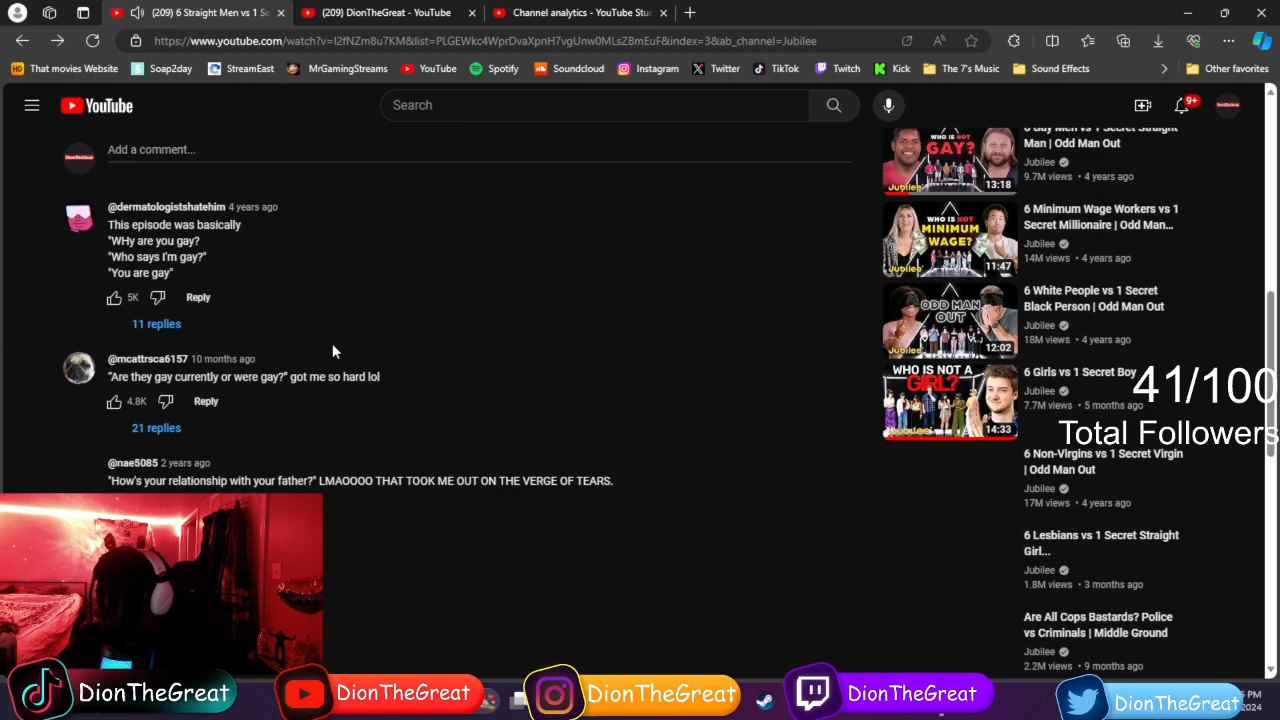 (209) 6 Straight Men vs 1 Se
(209) DionTheGreat - YouTube
Channel analytics - YouTube Stu
https://www.youtube.com/watch?v=I2fNZm8u7KM&list=PLGEWkc4WprDvaXpnH7vgUnw0MLsZBmEuF&index=3&ab_channel=Jubilee
That movies Website
Soap2day
StreamEast
MrGamingStreams
YouTube
Spotify
Soundcloud
Instagram
Twitter
TikTok
Twitch
Kick
The 7's Music
Sound Effects
Other favorites
YouTube
Search
9+
Add a comment...
@dermatologistshatehim 4 years ago
This episode was basically
"WHy are you gay?
"Who says I'm gay?"
"You are gay"
5K
Reply
11 replies
@mcattrsca6157 10 months ago
"Are they gay currently or were gay?" got me so hard lol
4.8K
Reply
21 replies
@nae5085 2 years ago
"How's your relationship with your father?" LMAOOOO THAT TOOK ME OUT ON THE VERGE OF TEARS.
WHO IS NOT
GAY?
Jubilee
13:18
6 Gay Men vs 1 Secret Straight
Man | Odd Man Out
Jubilee
9.7M views • 4 years ago
WHO IS NOT
MINIMUM
WAGE?
Jubilee
11:47
6 Minimum Wage Workers vs 1
Secret Millionaire | Odd Man...
Jubilee
14M views • 4 years ago
ODD MAN
OUT
Jubilee
12:02
6 White People vs 1 Secret
Black Person | Odd Man Out
Jubilee
18M views • 4 years ago
WHO IS NOT A
GIRL?
Jubilee
14:33
6 Girls vs 1 Secret Boy
Jubilee
7.7M views • 5 months ago
41/100
Total Followers
6 Non-Virgins vs 1 Secret Virgin
| Odd Man Out
Jubilee
17M views • 4 years ago
6 Lesbians vs 1 Secret Straight
Girl...
Jubilee
1.8M views • 3 months ago
Are All Cops Bastards? Police
vs Criminals | Middle Ground
Jubilee
2.2M views • 9 months ago
DionTheGreat
DionTheGreat
DionTheGreat
DionTheGreat
DionTheGreat
PM
2024